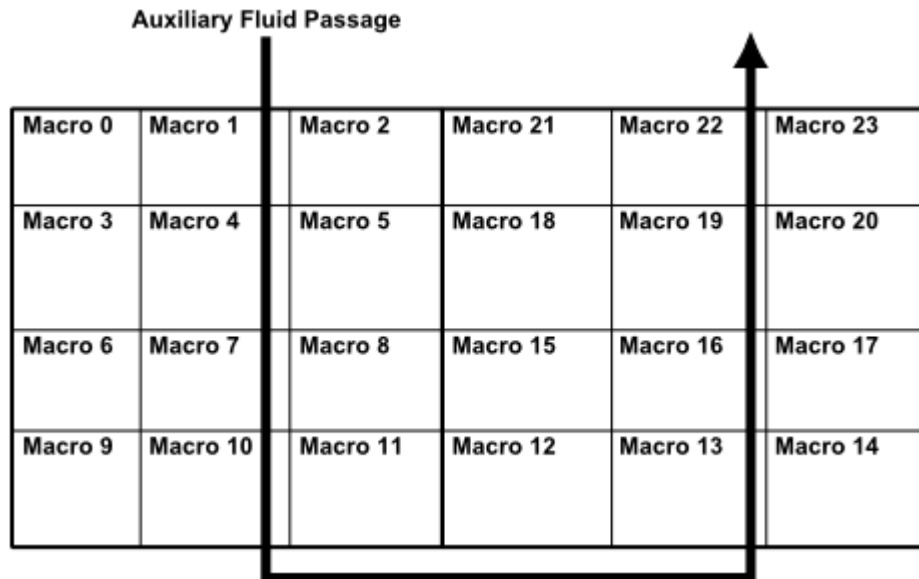 Auxiliary Fluid Passage
Macro 0 Macro 1 Macro 2 Macro 21 Macro 22 Macro 23
Macro 3 Macro 4 Macro 5 Macro 18 Macro 19 Macro 20
Macro 6 Macro 7 Macro 8 Macro 15 Macro 16 Macro 17
Macro 9 Macro 10 Macro 11 Macro 12 Macro 13 Macro 14